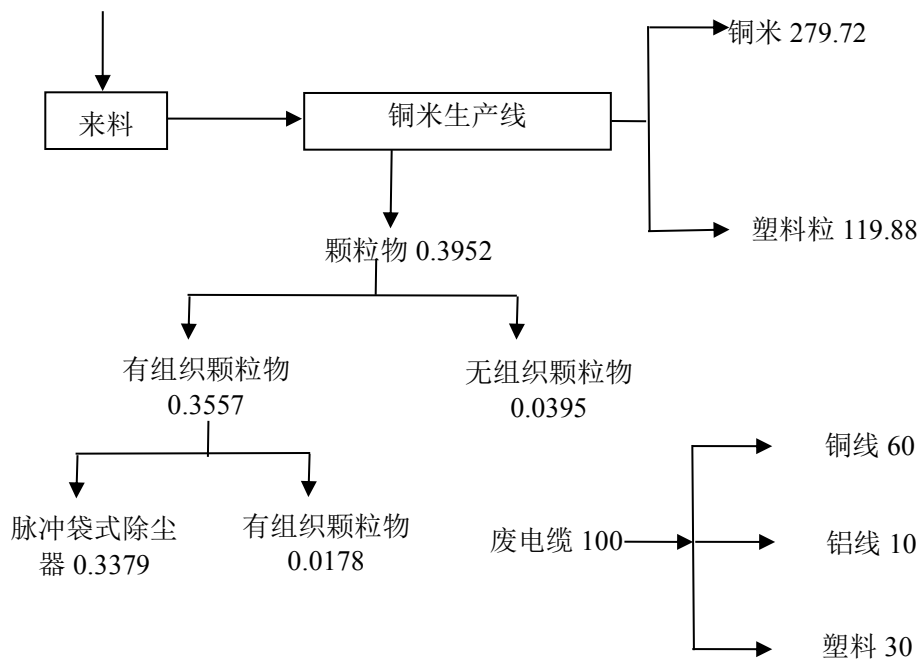 铜米 279.72
来料
铜米生产线
塑料粒 119.88
颗粒物 0.3952
有组织颗粒物
0.3557
无组织颗粒物
0.0395
脉冲袋式除尘
器 0.3379
有组织颗粒物
0.0178
铜线 60
废电缆 100
铝线 10
塑料 30